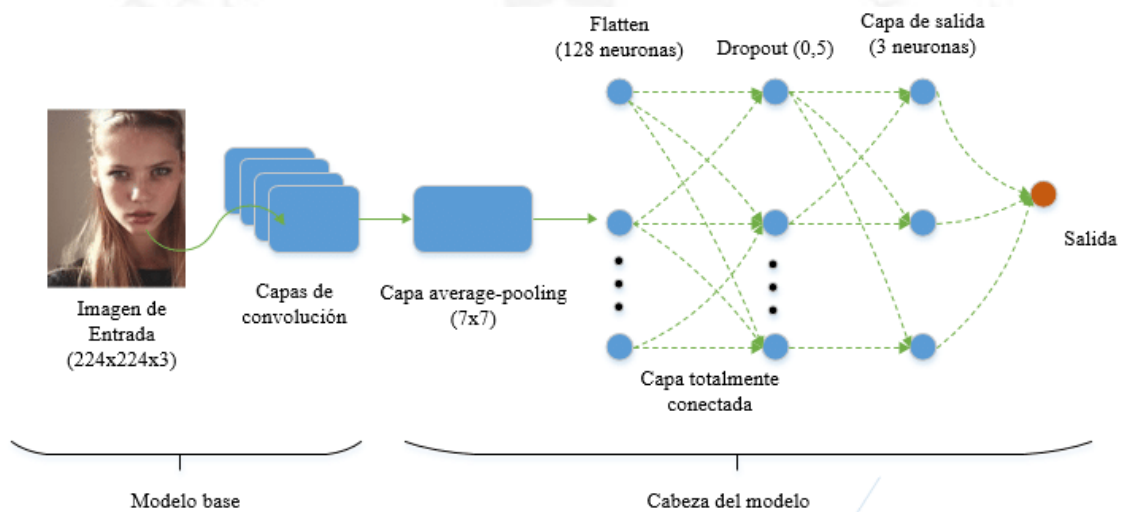 Flatten
(128 neuronas)
Dropout (0,5)
Capa de salida
(3 neuronas)
Imagen de
Entrada
(224x224x3)
Capas de
convolución
Capa average-pooling
(7x7)
Capa totalmente
conectada
Salida
Modelo base
Cabeza del modelo